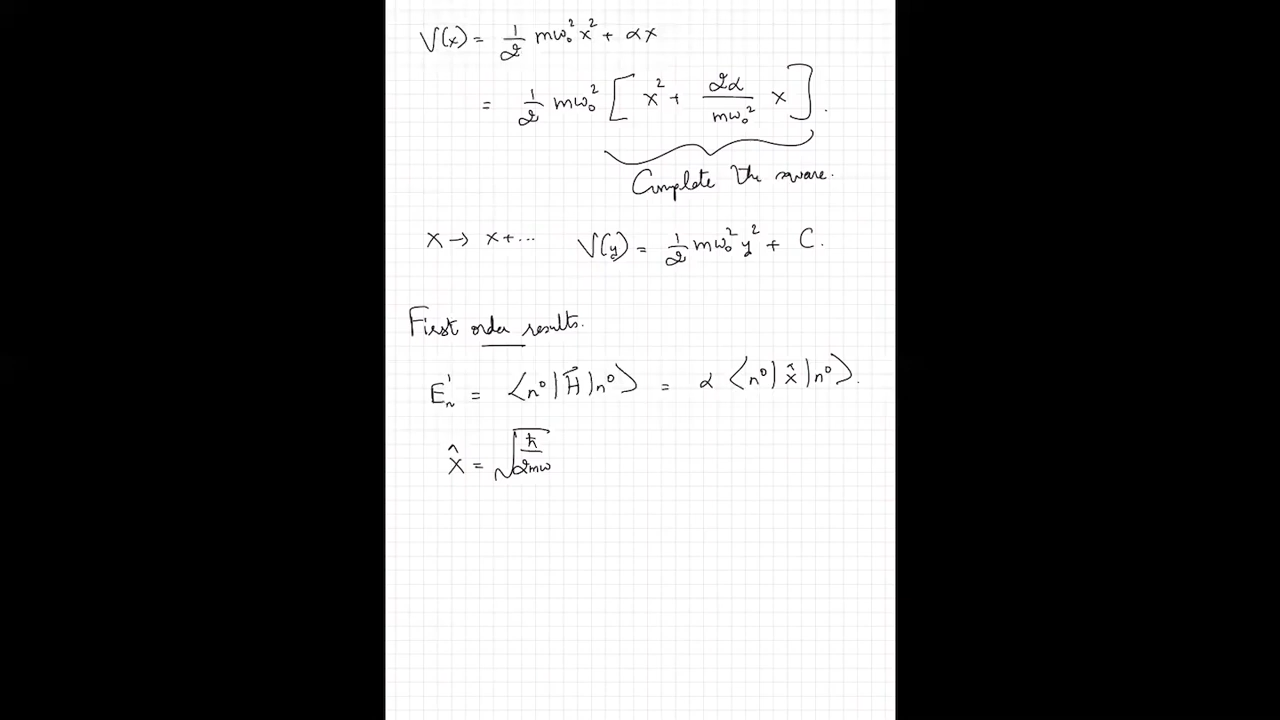 V(x) = 1/2 mω₀² x² + αx
= 1/2 mω₀² [ x² + 2α/mω₀² x ].
Complete the square.
x → x+... V(y) = 1/2 mω₀² y² + C.
First order results.
Eₙ¹ = ⟨n⁰| H̄ |n⁰⟩ = α ⟨n⁰| x̂ |n⁰⟩.
x̂ = √(ħ/2mω)